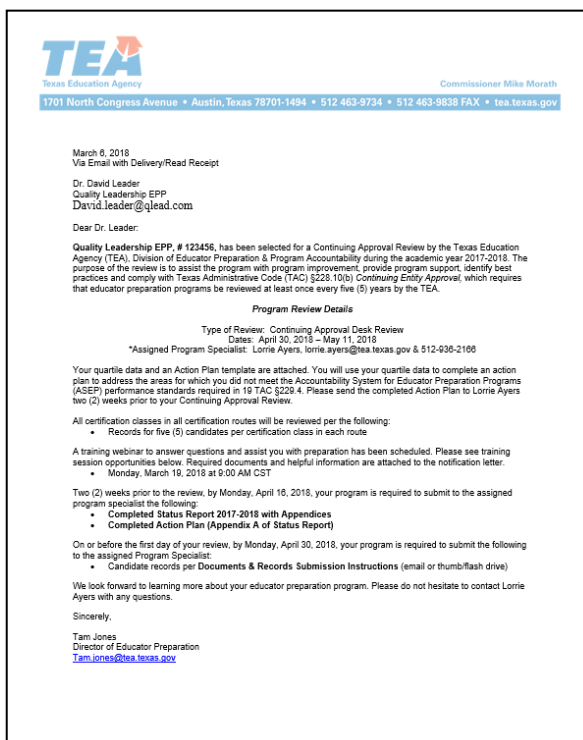 TEA
Texas Education Agency
Commissioner Mike Morath
1701 North Congress Avenue • Austin, Texas 78701-1494 • 512 463-9734 • 512 463-9838 FAX • tea.texas.gov
March 6, 2018
Via Email with Delivery/Read Receipt
Dr. David Leader
Quality Leadership EPP
David.leader@qlead.com
Dear Dr. Leader:
Quality Leadership EPP, # 123456, has been selected for a Continuing Approval Review by the Texas Education
Agency (TEA), Division of Educator Preparation & Program Accountability during the academic year 2017-2018. The
purpose of the review is to assist the program with program improvement, provide program support, identify best
practices and comply with Texas Administrative Code (TAC) §228.10(b) Continuing Entity Approval, which requires
that educator preparation programs be reviewed at least once every five (5) years by the TEA.
Program Review Details
Type of Review: Continuing Approval Desk Review
Dates: April 30, 2018 – May 11, 2018
*Assigned Program Specialist: Lorrie Ayers, lorrie.ayers@tea.texas.gov & 512-936-2166
Your quartile data and an Action Plan template are attached. You will use your quartile data to complete an action
plan to address the areas for which you did not meet the Accountability System for Educator Preparation Programs
(ASEP) performance standards required in 19 TAC §229.4. Please send the completed Action Plan to Lorrie Ayers
two (2) weeks prior to your Continuing Approval Review.
All certification classes in all certification routes will be reviewed per the following:
• Records for five (5) candidates per certification class in each route
A training webinar to answer questions and assist you with preparation has been scheduled. Please see training
session opportunities below. Required documents and helpful information are attached to the notification letter.
• Monday, March 19, 2018 at 9:00 AM CST
Two (2) weeks prior to the review, by Monday, April 16, 2018, your program is required to submit to the assigned
program specialist the following:
• Completed Status Report 2017-2018 with Appendices
• Completed Action Plan (Appendix A of Status Report)
On or before the first day of your review, by Monday, April 30, 2018, your program is required to submit the following
to the assigned Program Specialist:
• Candidate records per Documents & Records Submission Instructions (email or thumb/flash drive)
We look forward to learning more about your educator preparation program. Please do not hesitate to contact Lorrie
Ayers with any questions.
Sincerely,
Tam Jones
Director of Educator Preparation
Tam.jones@tea.texas.gov